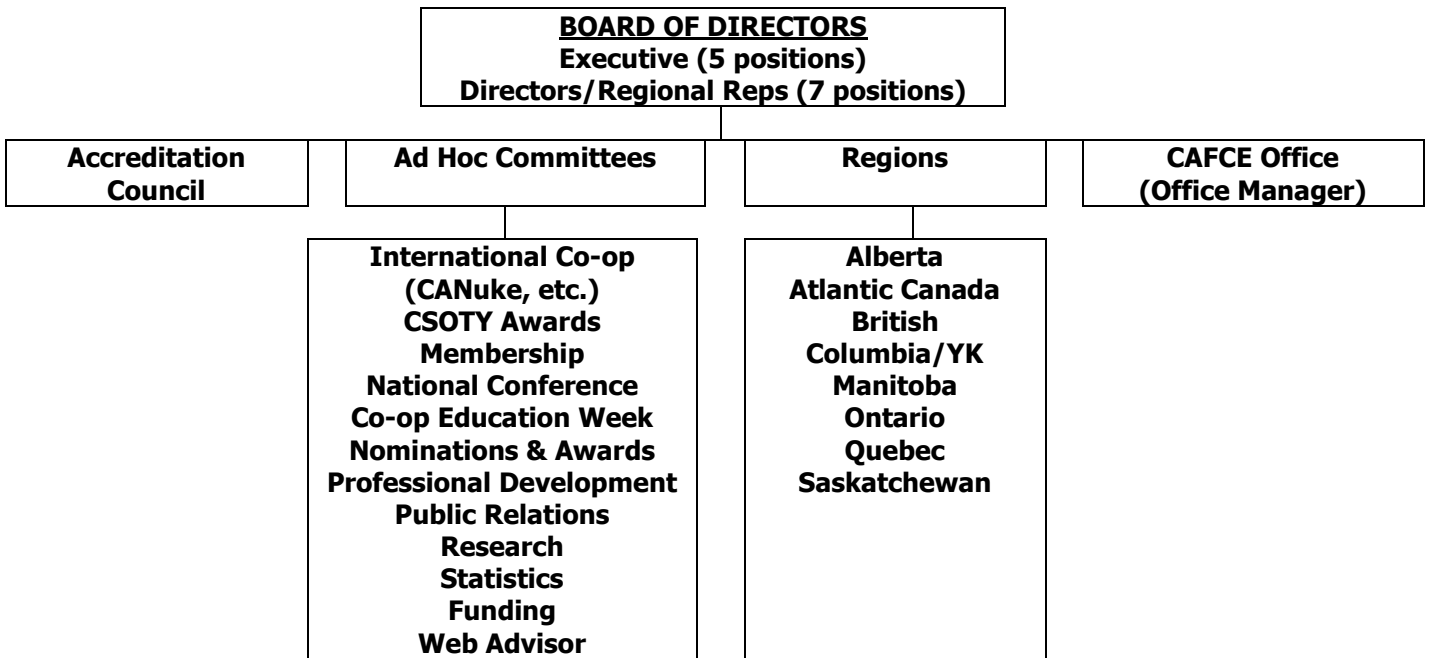 BOARD OF DIRECTORS
Executive (5 positions)
Directors/Regional Reps (7 positions)
Accreditation
Council
Ad Hoc Committees
Regions
CAFCE Office
(Office Manager)
International Co-op
(CANuke, etc.)
CSOTY Awards
Membership
National Conference
Co-op Education Week
Nominations & Awards
Professional Development
Public Relations
Research
Statistics
Funding
Web Advisor
Alberta
Atlantic Canada
British
Columbia/YK
Manitoba
Ontario
Quebec
Saskatchewan